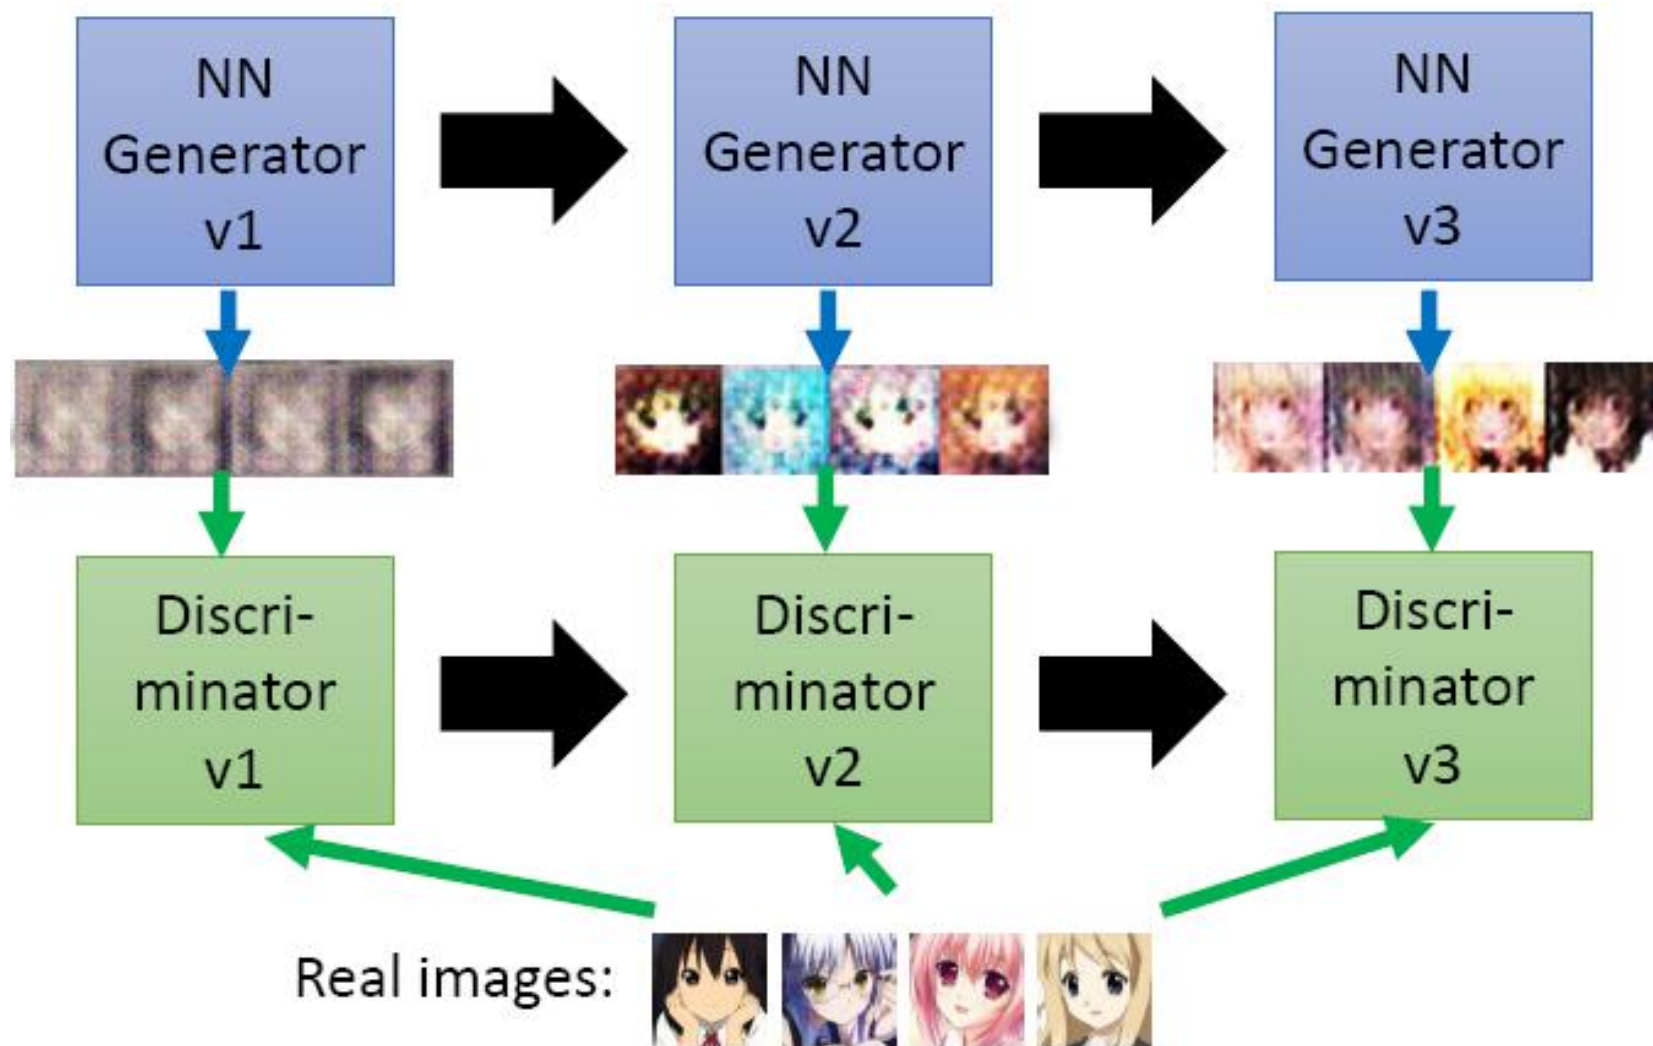 NN
Generator
v1
NN
Generator
v2
NN
Generator
v3
Discri-
minator
v1
Discri-
minator
v2
Discri-
minator
v3
Real images: